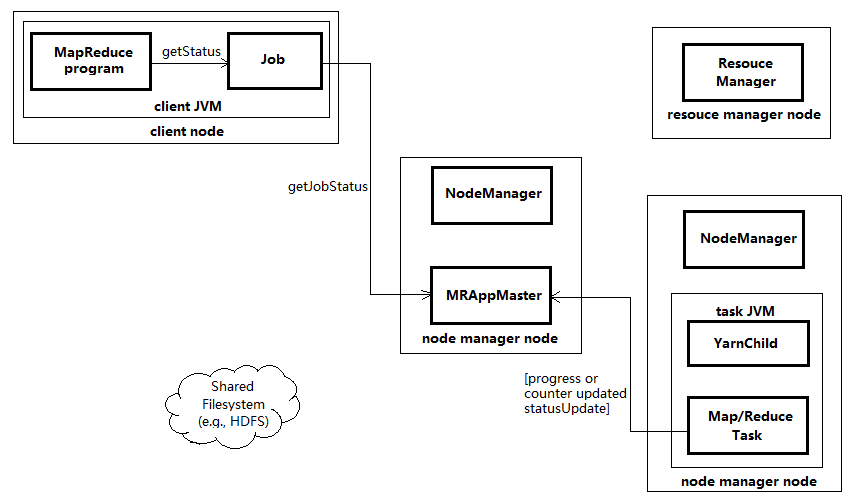 MapReduce
program
getStatus
Job
client JVM
client node
Resouce
Manager
resouce manager node
getJobStatus
NodeManager
MRAppMaster
node manager node
NodeManager
task JVM
YarnChild
Map/Reduce
Task
node manager node
[progress or
counter updated
statusUpdate]
Shared
Filesystem
(e.g., HDFS)